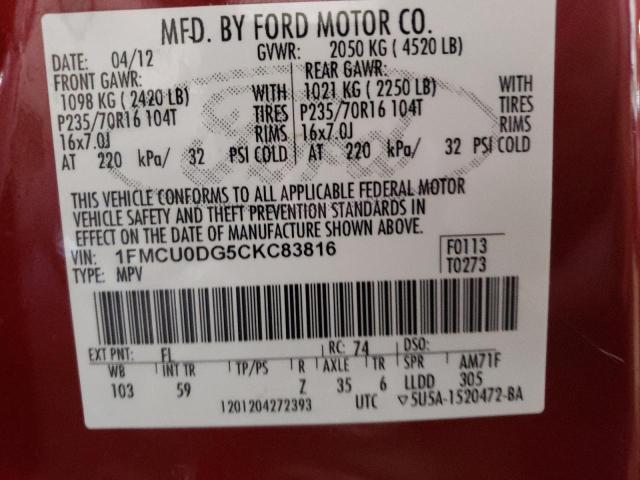 MFD. BY FORD MOTOR CO.
DATE: 04/12 GVWR: 2050 KG ( 4520 LB)
FRONT GAWR: REAR GAWR:
1098 KG ( 2420 LB) WITH 1021 KG ( 2250 LB) WITH
P235/70R16 104T TIRES P235/70R16 104T TIRES
16x7.0J RIMS 16x7.0J RIMS
AT 220 kPa/ 32 PSI COLD AT 220 kPa/ 32 PSI COLD
THIS VEHICLE CONFORMS TO ALL APPLICABLE FEDERAL MOTOR
VEHICLE SAFETY AND THEFT PREVENTION STANDARDS IN
EFFECT ON THE DATE OF MANUFACTURE SHOWN ABOVE.
VIN: 1FMCU0DG5CKC83816 F0113
TYPE: MPV T0273
EXT PNT: FL RC: 74 DSO:
WB INT TR TP/PS R AXLE TR SPR AM71F
103 59 Z 35 6 LLDD 305
1201204272393 UTC ▽5U5A-1520472-BA
Ford